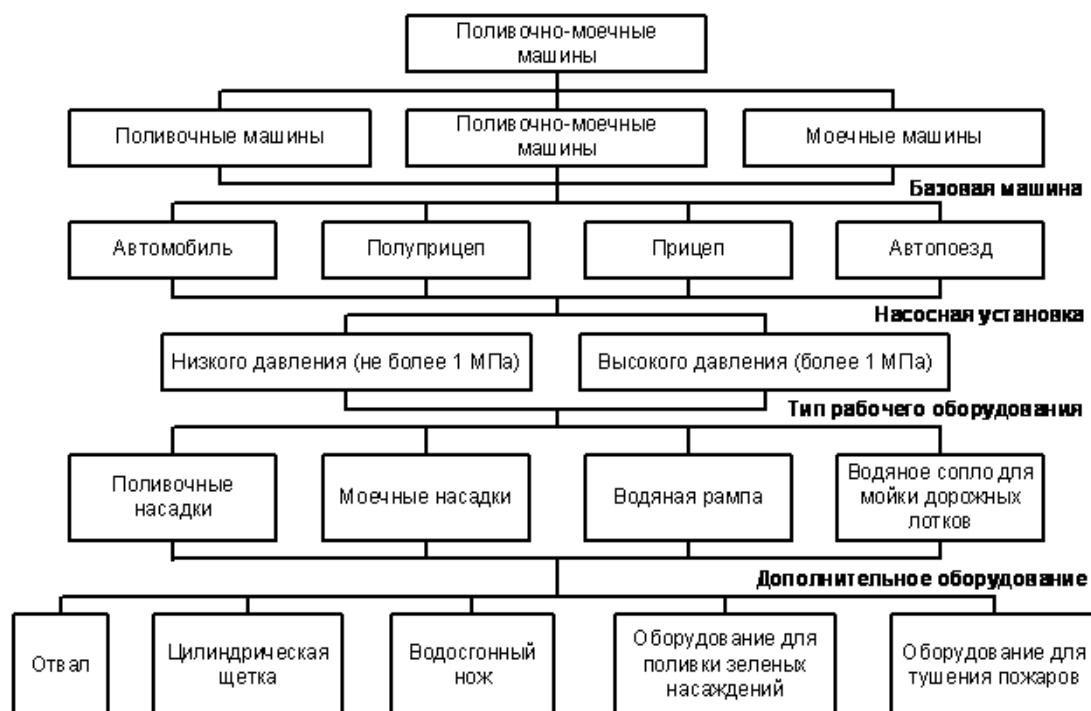 Поливочно-моечные
машины
Поливочные машины
Поливочно-моечные
машины
Моечные машины
Базовая машина
Автомобиль
Полуприцеп
Прицеп
Автопоезд
Насосная установка
Низкого давления (не более 1 МПа)
Высокого давления (более 1 МПа)
Тип рабочего оборудования
Поливочные
насадки
Моечные насадки
Водяная рампа
Водяное сопло для
мойки дорожных
лотков
Дополнительное оборудование
Отвал
Цилиндрическая
щетка
Водосгонный
нож
Оборудование для
поливки зеленых
насаждений
Оборудование для
тушения пожаров